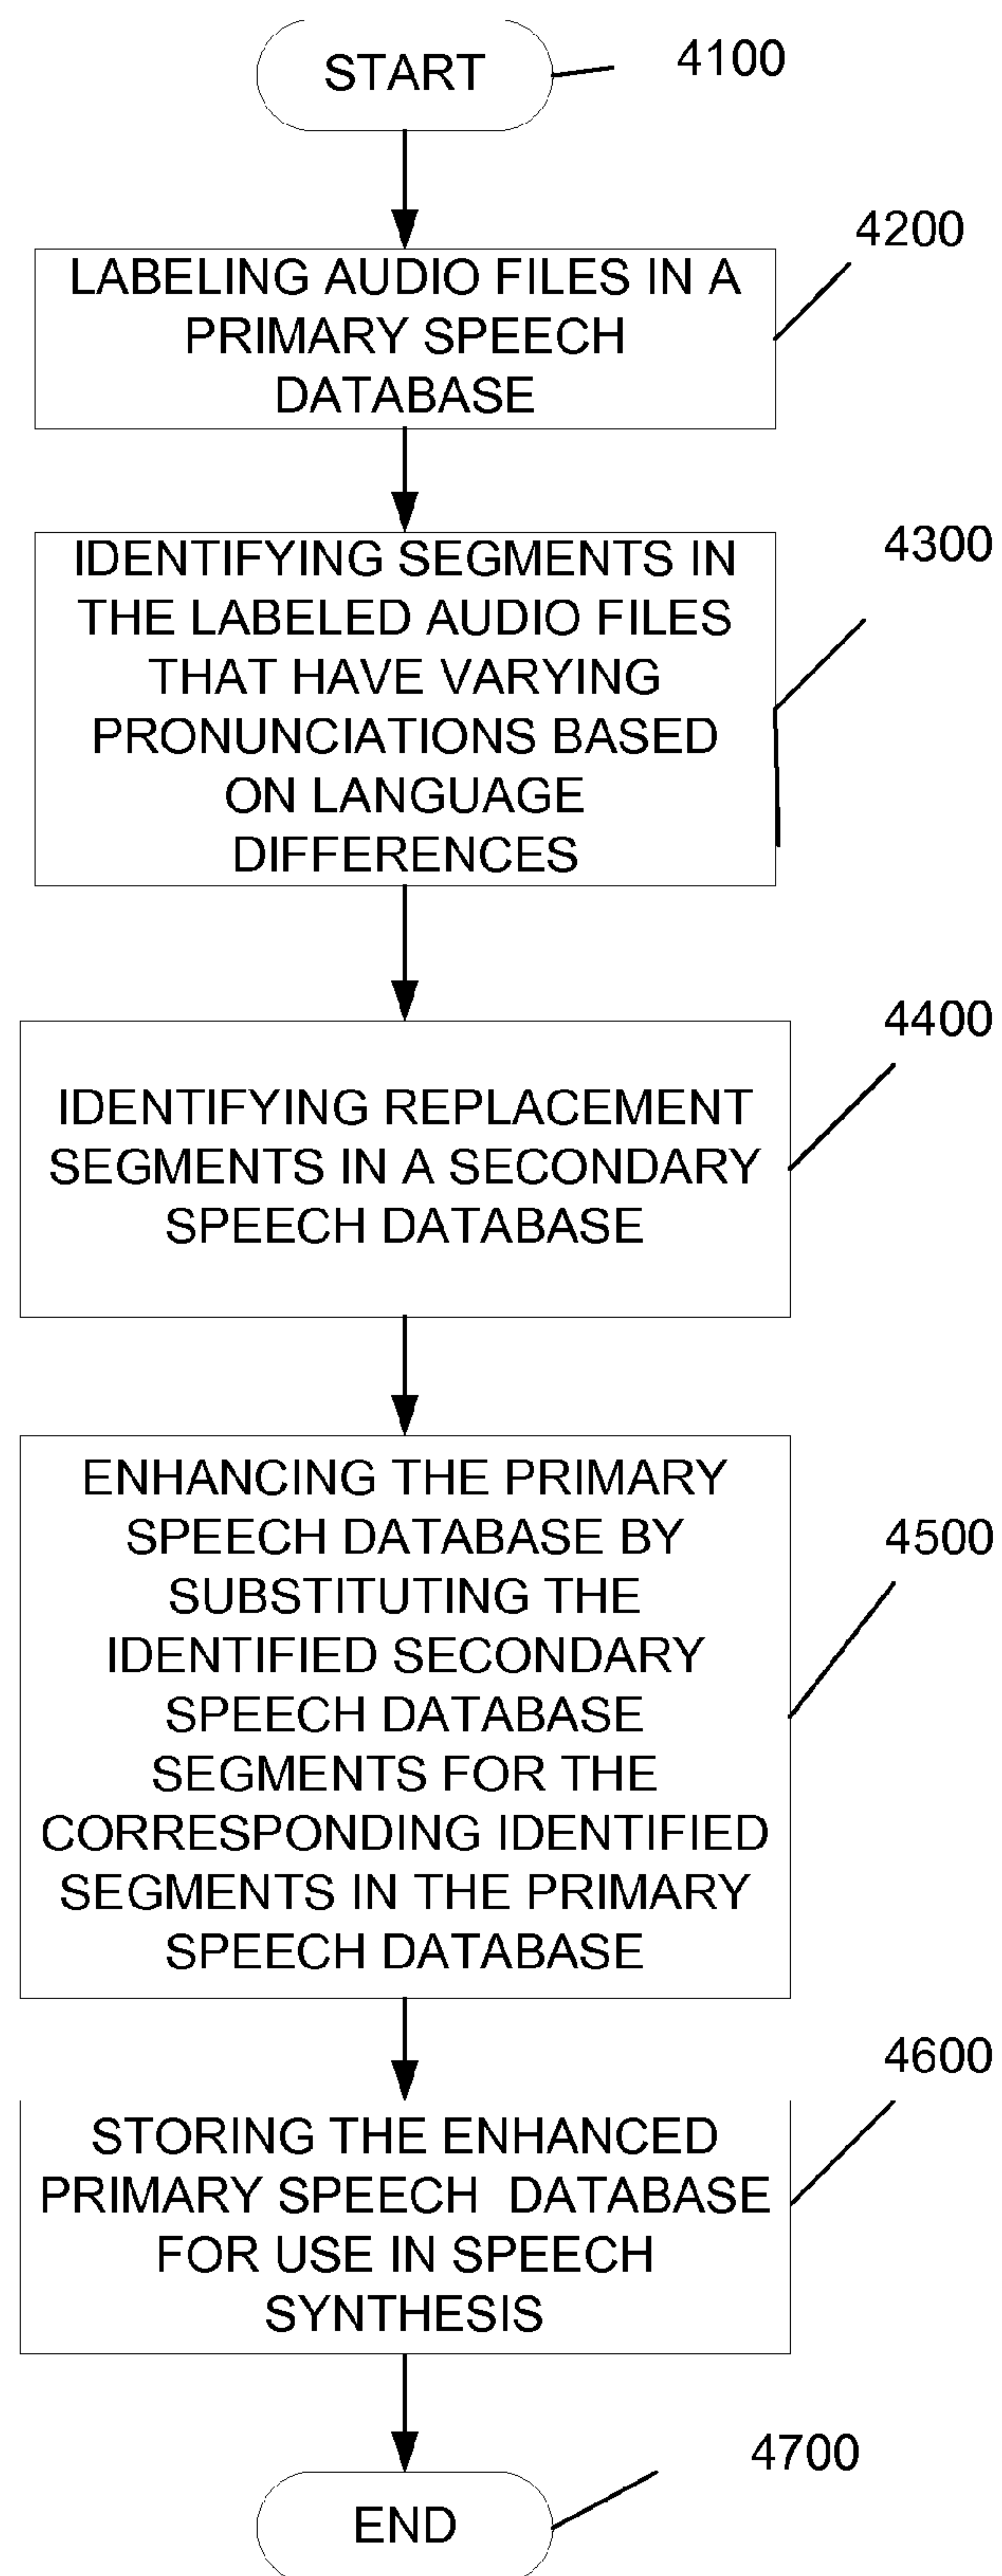 START
4100
4200
LABELING AUDIO FILES IN A
PRIMARY SPEECH
DATABASE
4300
IDENTIFYING SEGMENTS IN
THE LABELED AUDIO FILES
THAT HAVE VARYING
PRONUNCIATIONS BASED
ON LANGUAGE
DIFFERENCES
4400
IDENTIFYING REPLACEMENT
SEGMENTS IN A SECONDARY
SPEECH DATABASE
4500
ENHANCING THE PRIMARY
SPEECH DATABASE BY
SUBSTITUTING THE
IDENTIFIED SECONDARY
SPEECH DATABASE
SEGMENTS FOR THE
CORRESPONDING IDENTIFIED
SEGMENTS IN THE PRIMARY
SPEECH DATABASE
4600
STORING THE ENHANCED
PRIMARY SPEECH DATABASE
FOR USE IN SPEECH
SYNTHESIS
4700
END